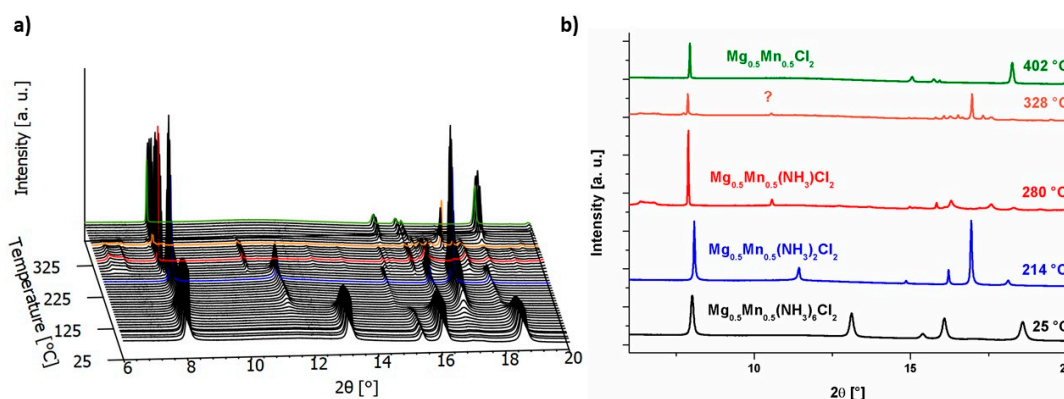 a)
Intensity [a. u.]
Temperature [°C]
325
225
125
25
6 8 10 12 14 16 18 20
2θ [°]
b)
Intensity [a. u.]
Mg0.5Mn0.5Cl2
402 °C
?
328 °C
Mg0.5Mn0.5(NH3)Cl2
280 °C
Mg0.5Mn0.5(NH3)2Cl2
214 °C
Mg0.5Mn0.5(NH3)6Cl2
25 °C
10 15
2θ [°]